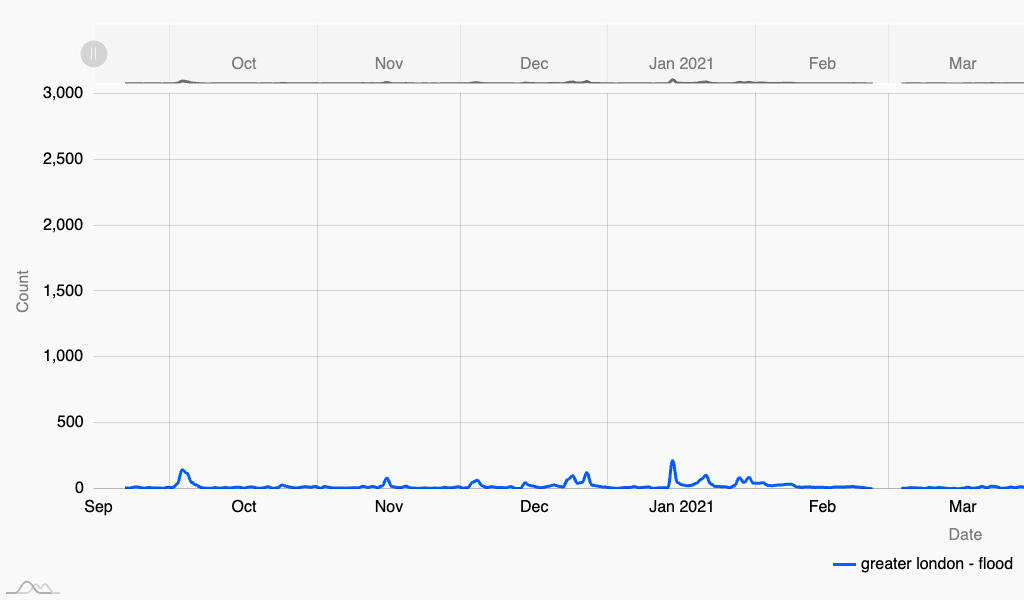 Oct Nov Dec Jan 2021 Feb Mar
3,000
2,500
2,000
1,500
Count
1,000
500
0
Sep Oct Nov Dec Jan 2021 Feb Mar
Date
greater london - flood